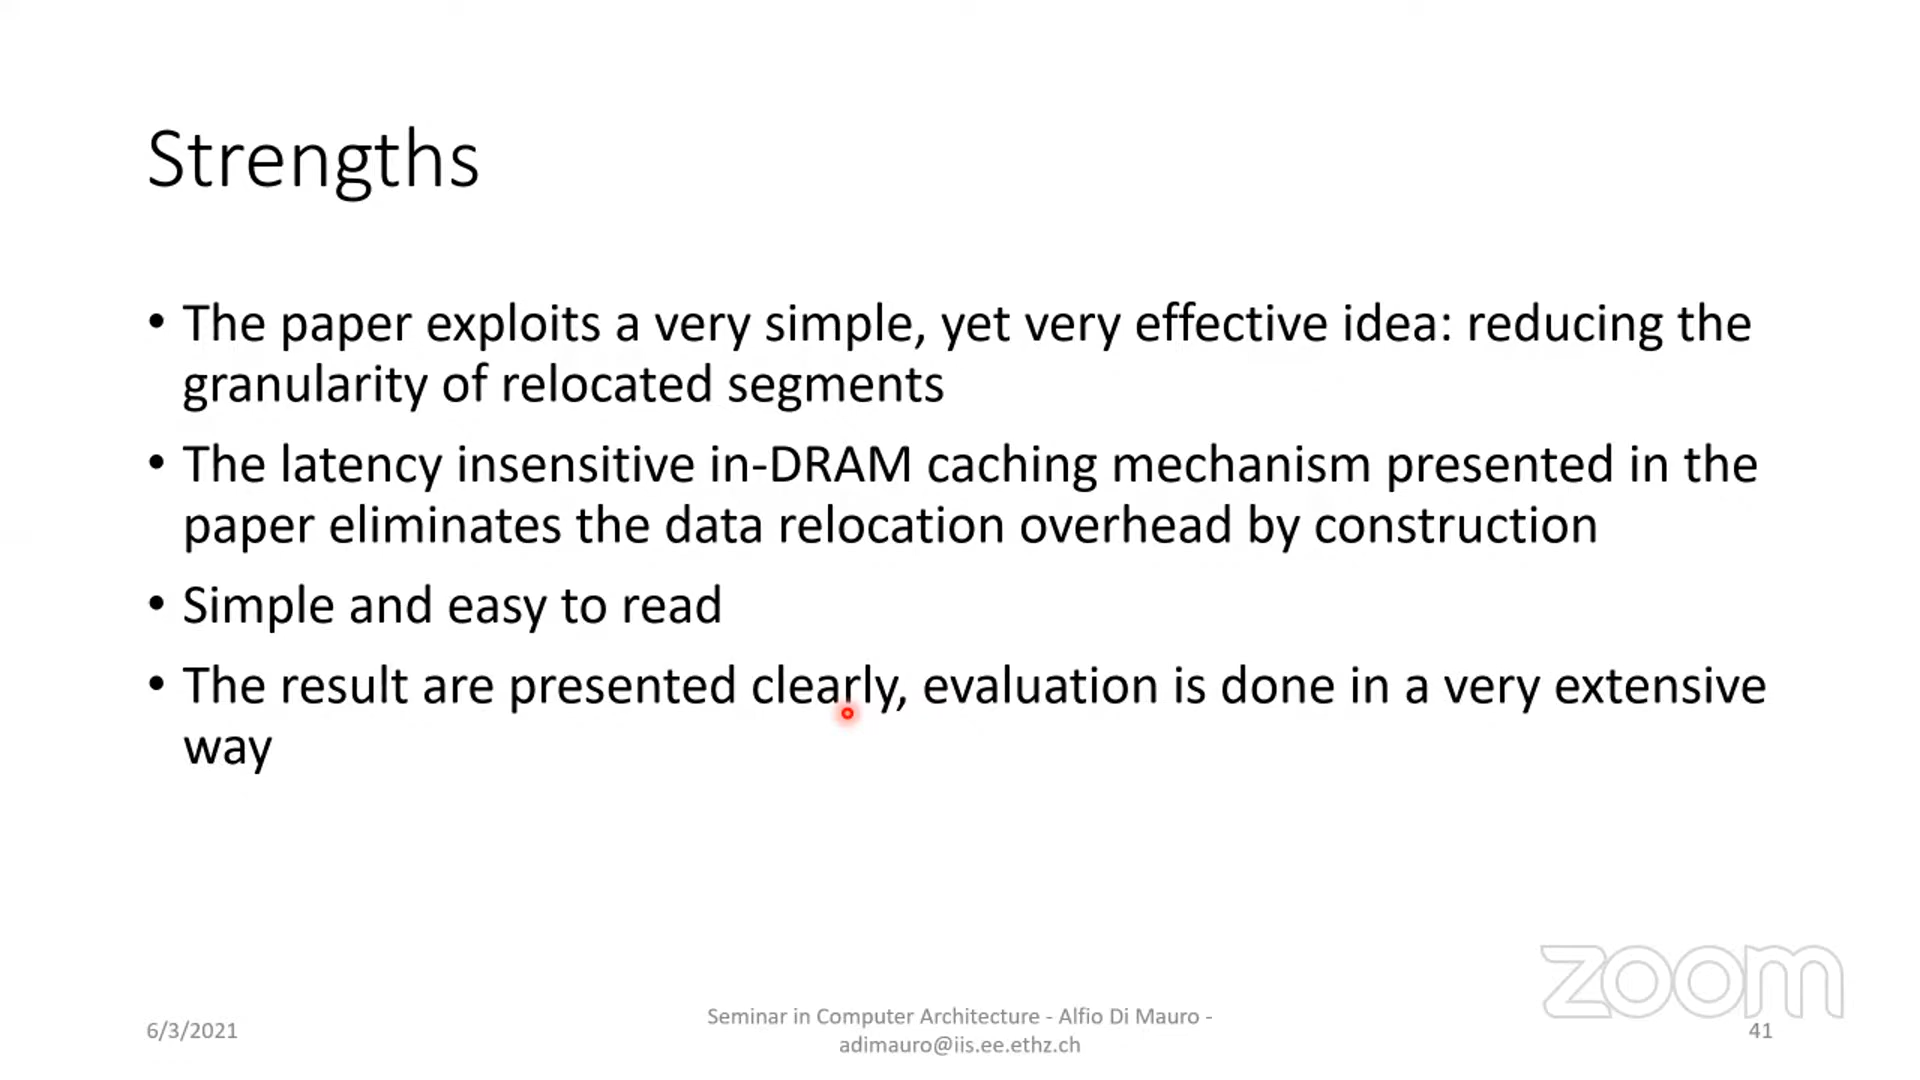 Strengths
• The paper exploits a very simple, yet very effective idea: reducing the
granularity of relocated segments
• The latency insensitive in-DRAM caching mechanism presented in the
paper eliminates the data relocation overhead by construction
• Simple and easy to read
• The result are presented clearly, evaluation is done in a very extensive
way
zoom
6/3/2021
Seminar in Computer Architecture - Alfio Di Mauro -
adimauro@iis.ee.ethz.ch
41